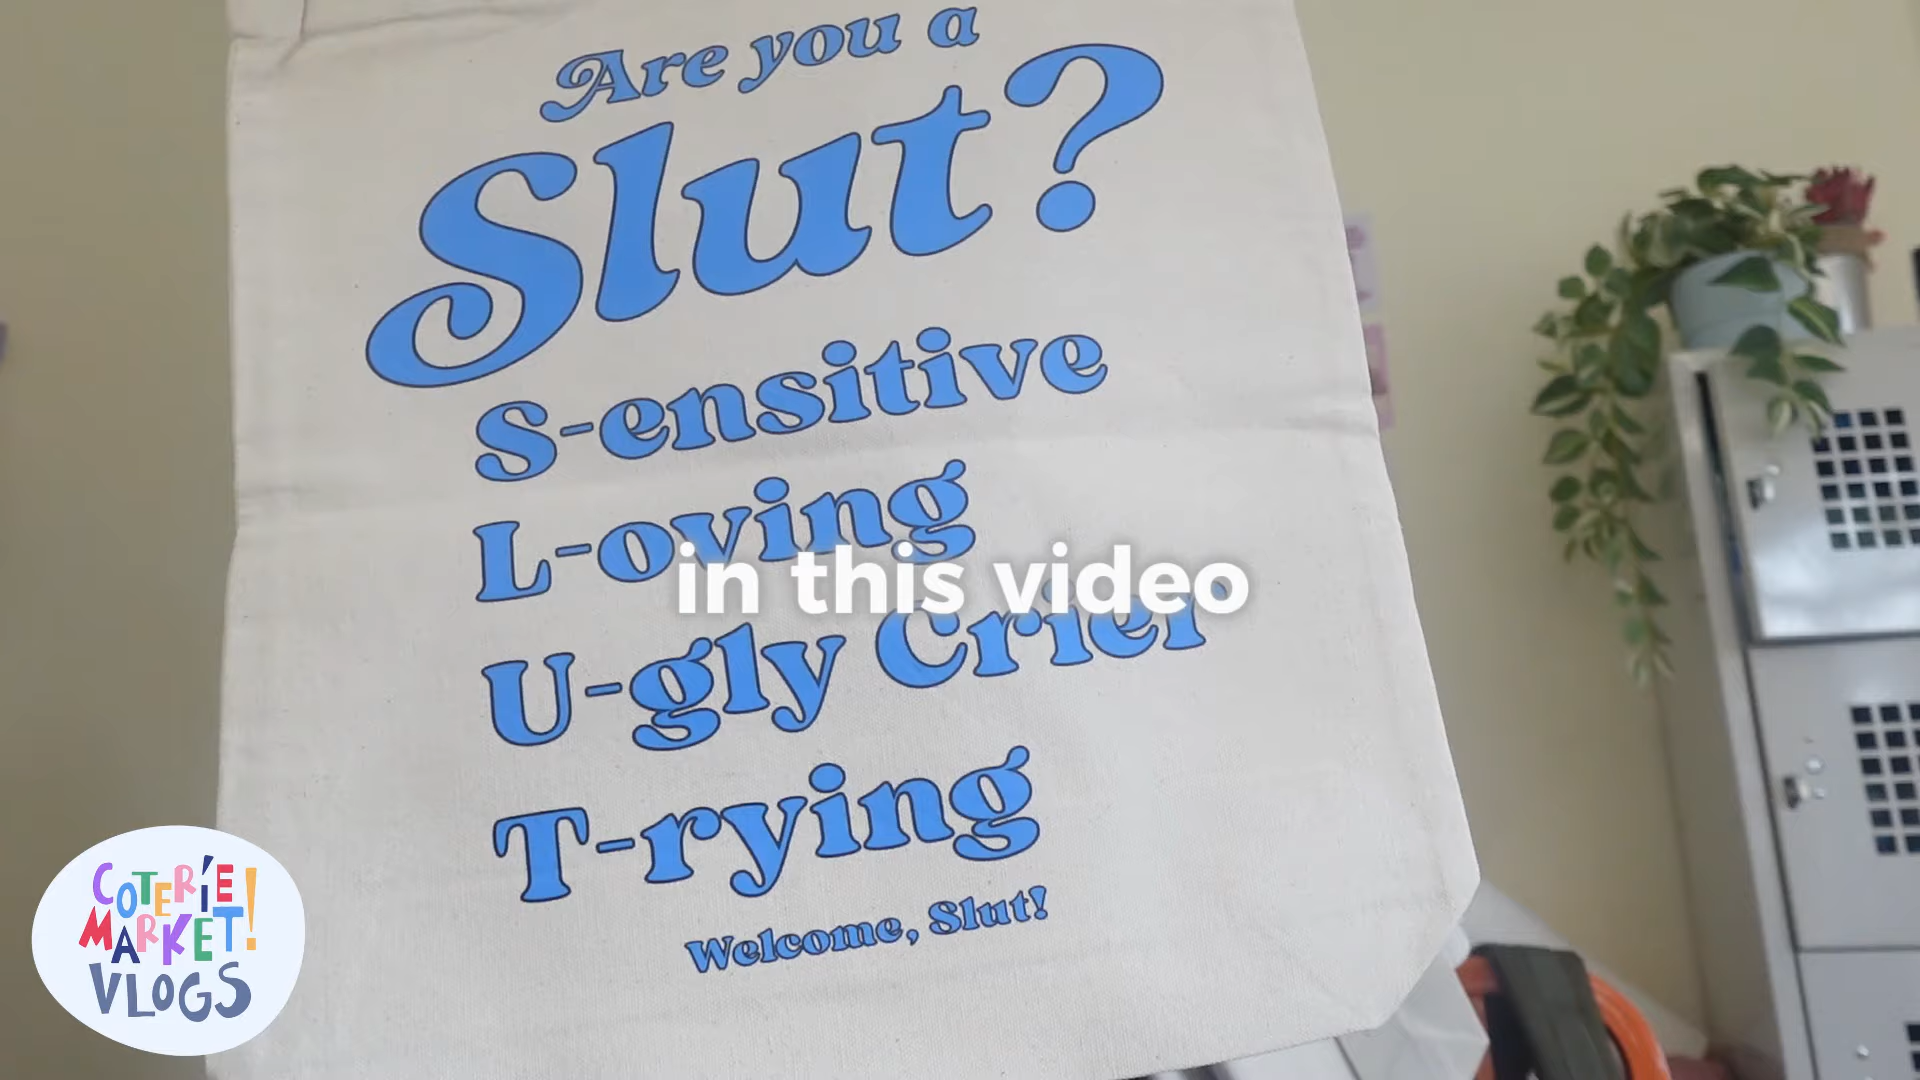 Are you a
Slut?
S-ensitive
L-oving
in this video
U-gly Crier
T-rying
Welcome, Slut!
COTERIE
MARKET!
VLOGS